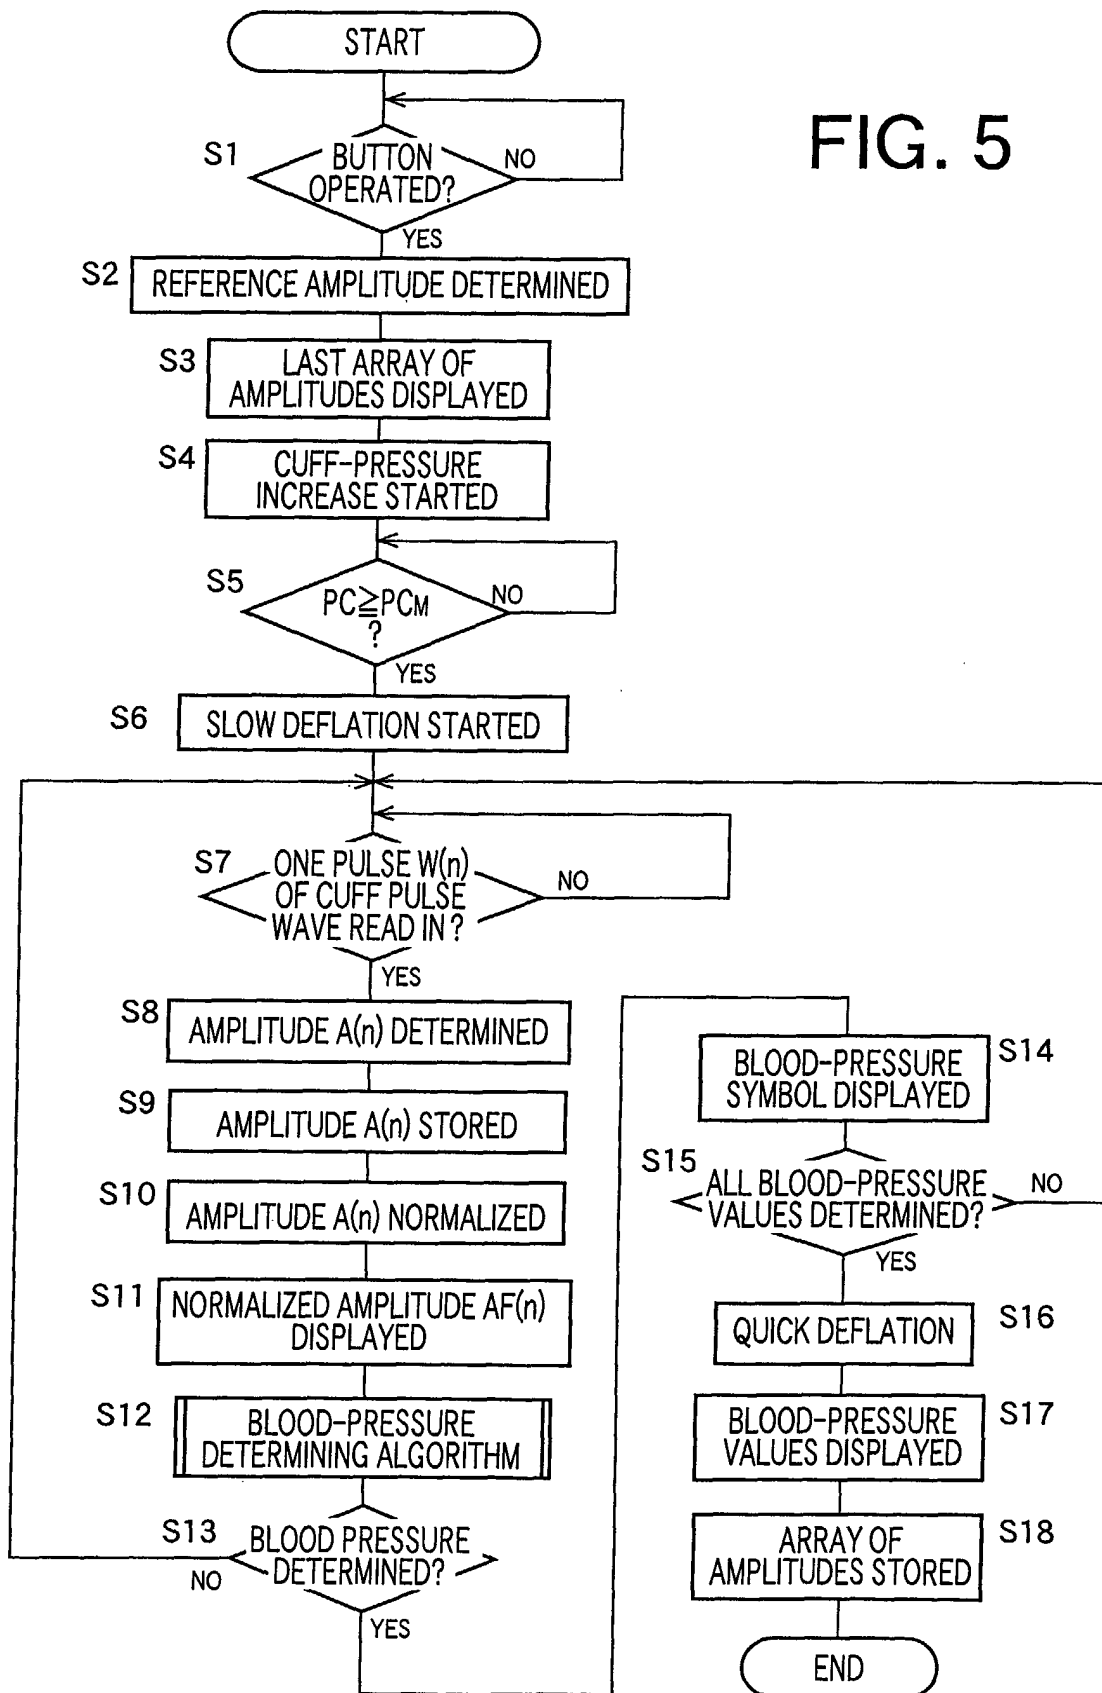 FIG. 5
START
S1
BUTTON
OPERATED?
NO
YES
S2
REFERENCE AMPLITUDE DETERMINED
S3
LAST ARRAY OF
AMPLITUDES DISPLAYED
S4
CUFF-PRESSURE
INCREASE STARTED
S5
PC≧PCM
?
NO
YES
S6
SLOW DEFLATION STARTED
S7
ONE PULSE W(n)
OF CUFF PULSE
WAVE READ IN?
NO
YES
S8
AMPLITUDE A(n) DETERMINED
S9
AMPLITUDE A(n) STORED
S10
AMPLITUDE A(n) NORMALIZED
S11
NORMALIZED AMPLITUDE AF(n)
DISPLAYED
S12
BLOOD-PRESSURE
DETERMINING ALGORITHM
S13
BLOOD PRESSURE
DETERMINED?
NO
YES
S14
BLOOD-PRESSURE
SYMBOL DISPLAYED
S15
ALL BLOOD-PRESSURE
VALUES DETERMINED?
NO
YES
S16
QUICK DEFLATION
S17
BLOOD-PRESSURE
VALUES DISPLAYED
S18
ARRAY OF
AMPLITUDES STORED
END